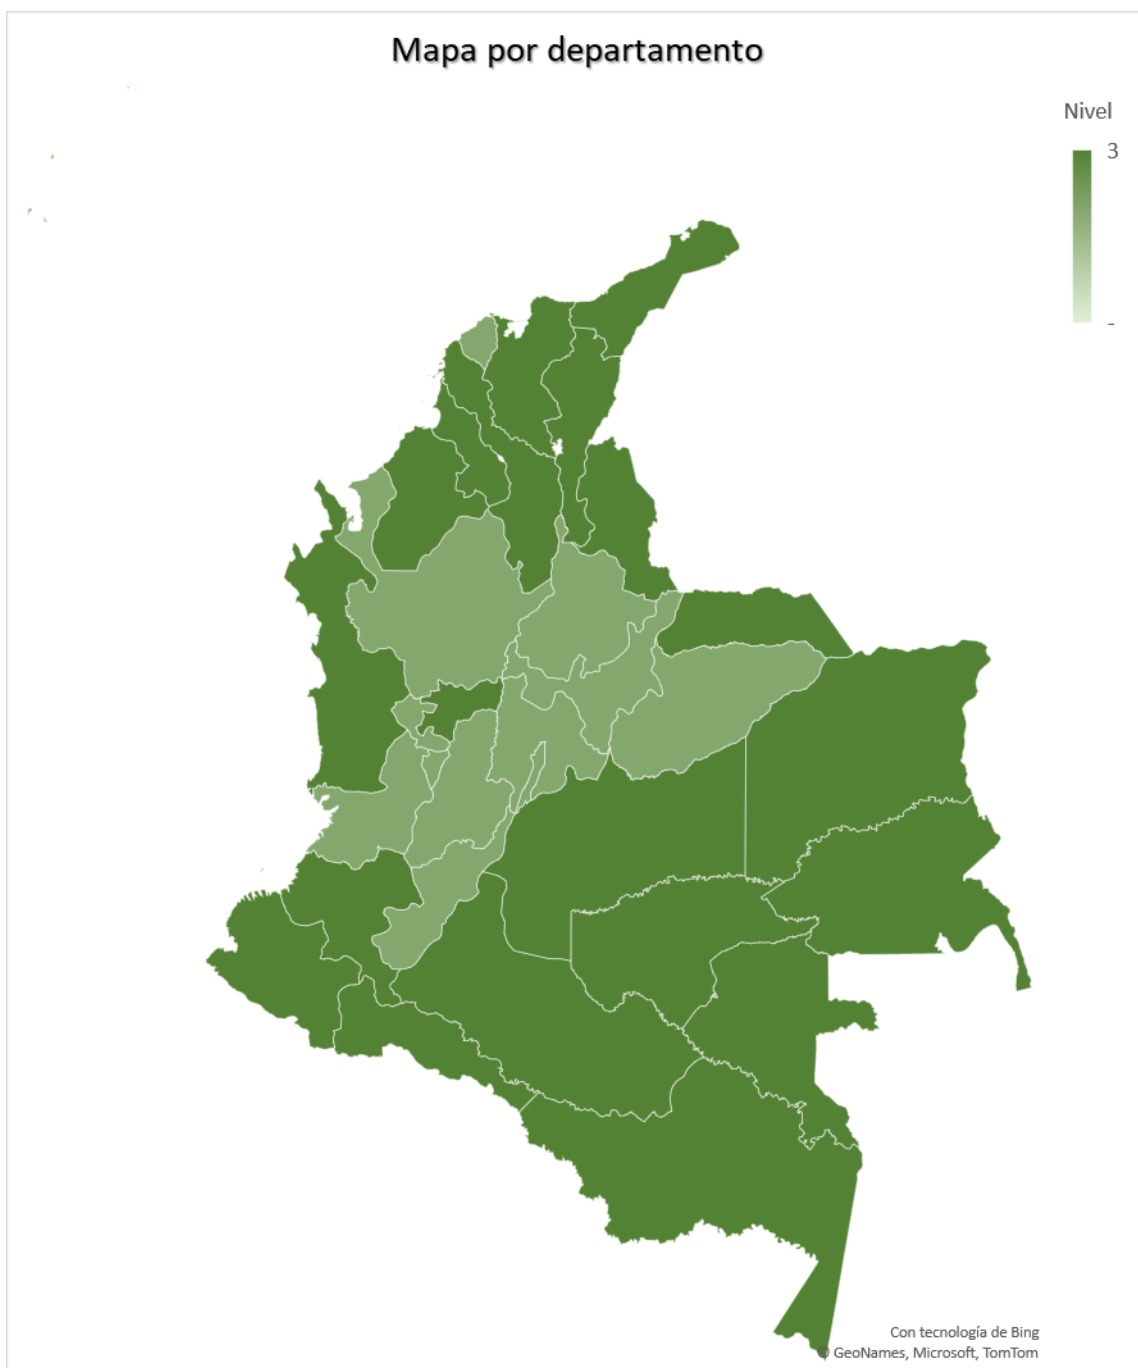 Mapa por departamento
Nivel
3
-
Con tecnología de Bing
© GeoNames, Microsoft, TomTom